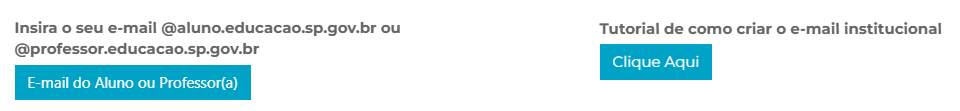 Insira o seu e-mail @aluno.educacao.sp.gov.br ou
@professor.educacao.sp.gov.br
E-mail do Aluno ou Professor(a)
Tutorial de como criar o e-mail institucional
Clique Aqui